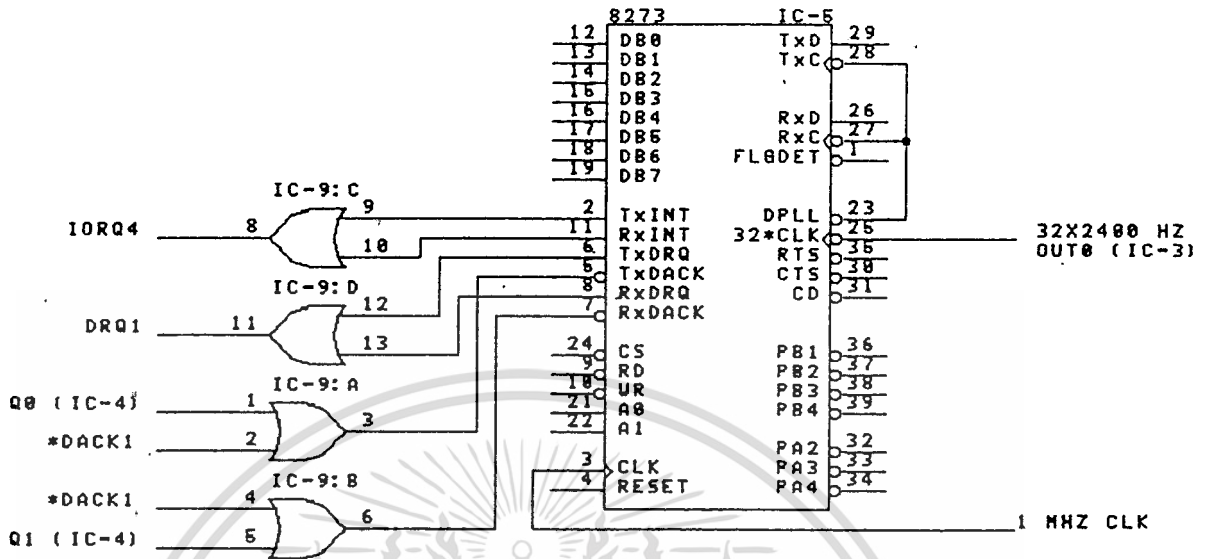 8273 IC-5
12 DB0 TxD 29
13 DB1 TxC 28
14 DB2
15 DB3
16 DB4 RxD 26
17 DB5 RxC 27
18 DB6 FL0DET 1
19 DB7
IC-9:C
IORQ4 8 9 2 TxINT DPLL 23
10 11 RxINT 32*CLK 25 32X2400 HZ
OUT0 (IC-3)
6 TxDRQ RTS 35
5 TxDACK CTS 30
IC-9:D
8 RxDRQ CD 31
12 7 RxDACK
DRQ1 11
13
24 CS PB1 36
9 RD PB2 37
IC-9:A
10 WR PB3 38
Q0 (IC-4) 1 21 A0 PB4 39
3 22 A1
*DACK1 2
PA2 32
3 CLK PA3 33
IC-9:B
4 RESET PA4 34
*DACK1 4
6 1 MHZ CLK
Q1 (IC-4) 5